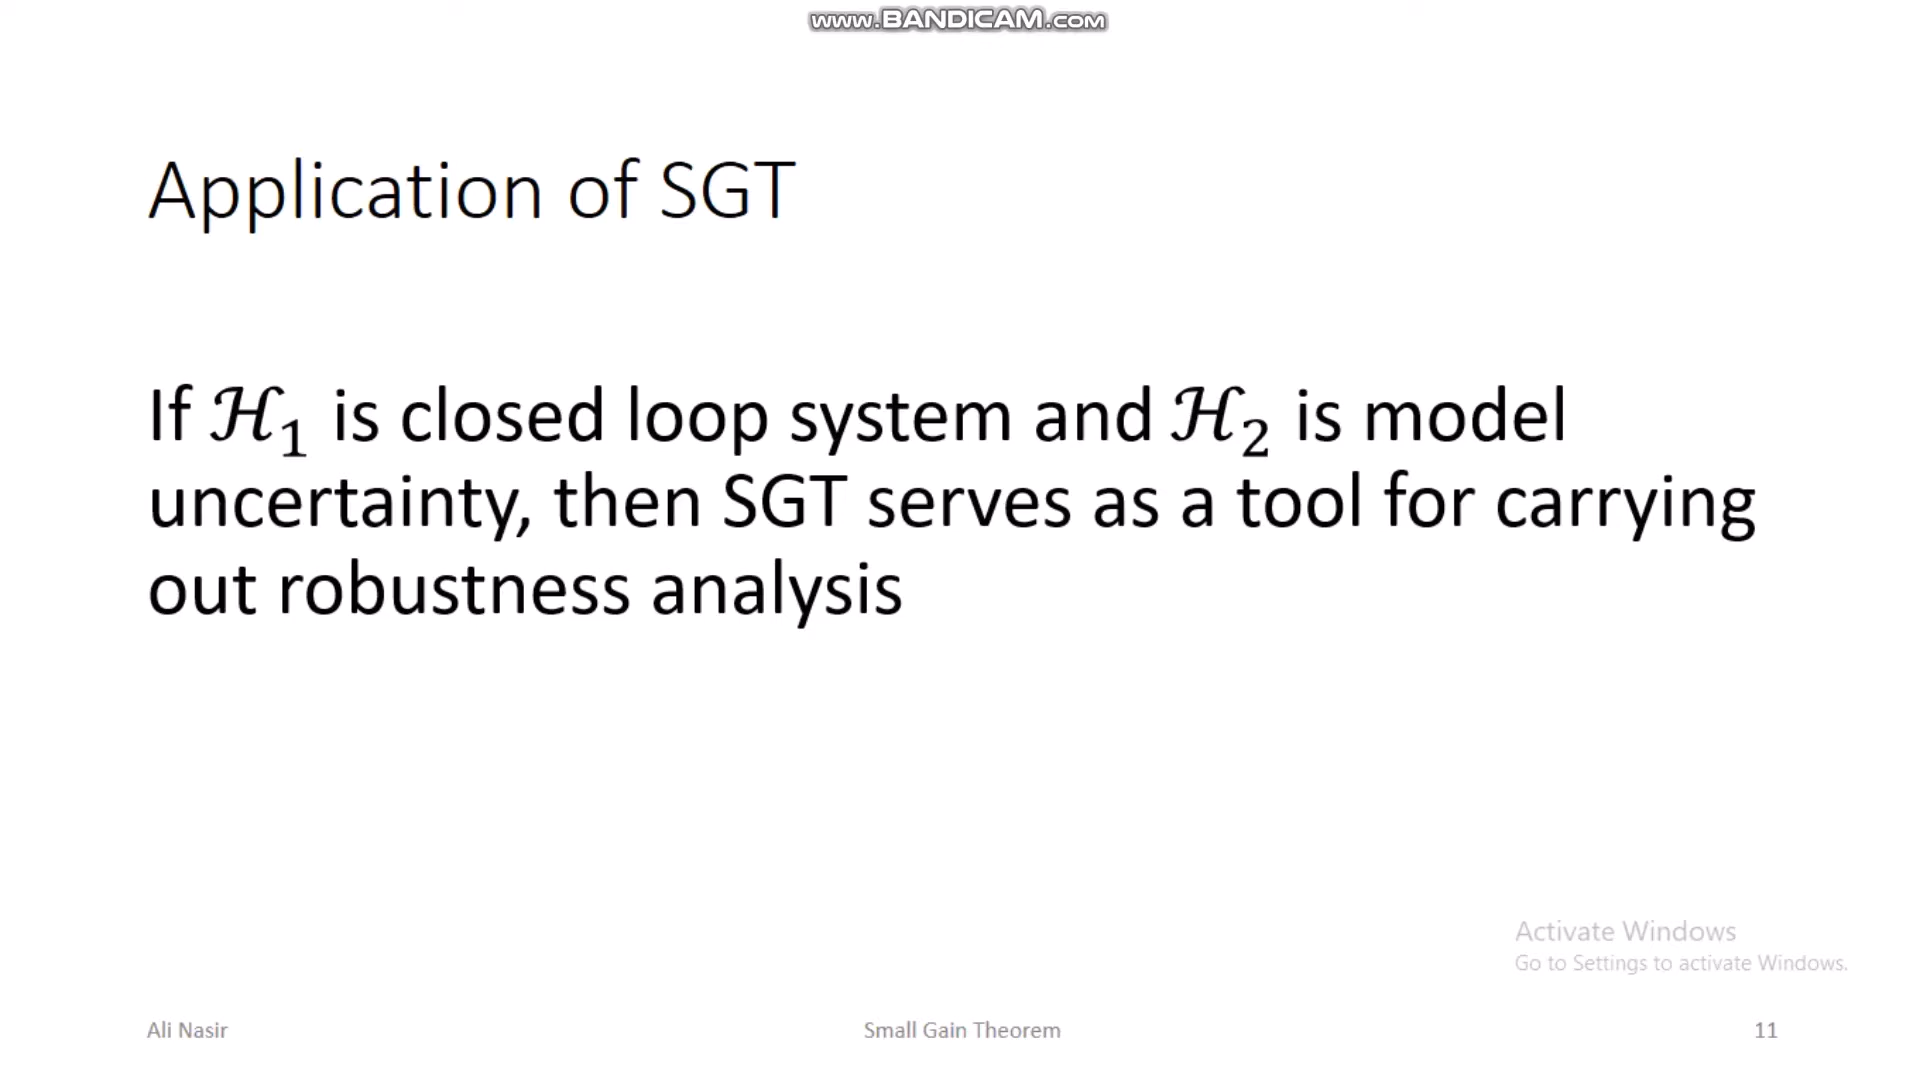 www.BANDICAM.com
Application of SGT
If ℋ₁ is closed loop system and ℋ₂ is model
uncertainty, then SGT serves as a tool for carrying
out robustness analysis
Activate Windows
Go to Settings to activate Windows.
Ali Nasir
Small Gain Theorem
11